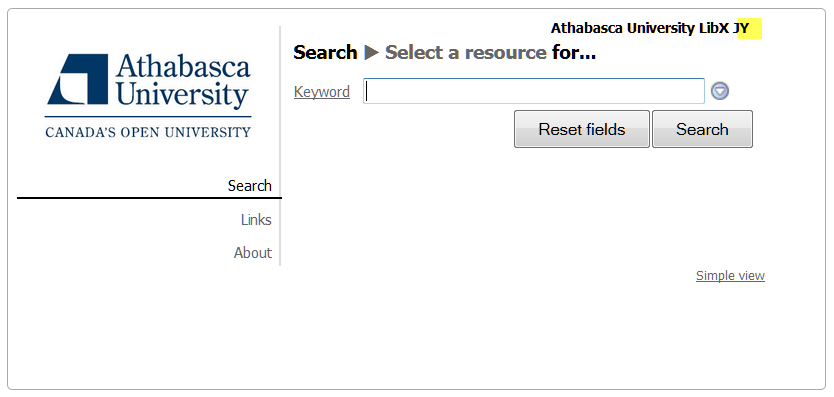 Athabasca University LibX JY
Athabasca
University
CANADA'S OPEN UNIVERSITY
Search ▶ Select a resource for...
Keyword
Reset fields
Search
Search
Links
About
Simple view